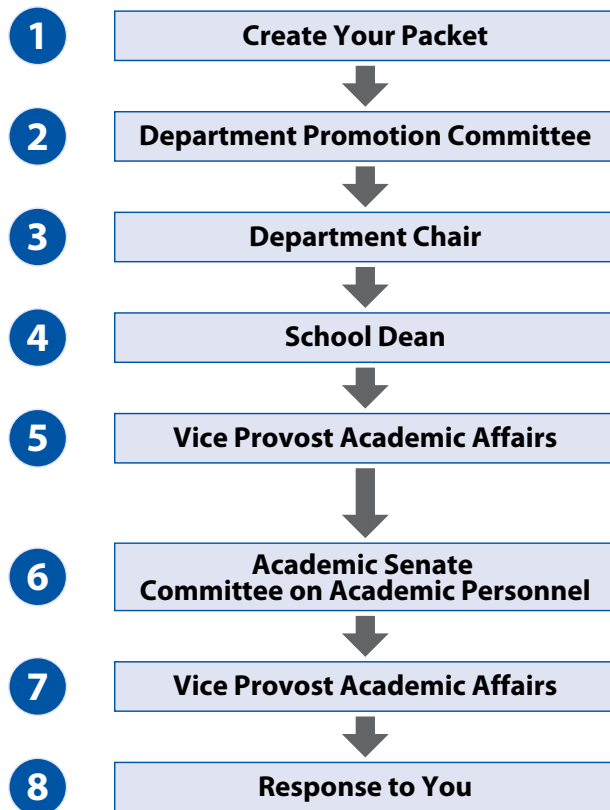 1
Create Your Packet
2
Department Promotion Committee
3
Department Chair
4
School Dean
5
Vice Provost Academic Affairs
6
Academic Senate
Committee on Academic Personnel
7
Vice Provost Academic Affairs
8
Response to You